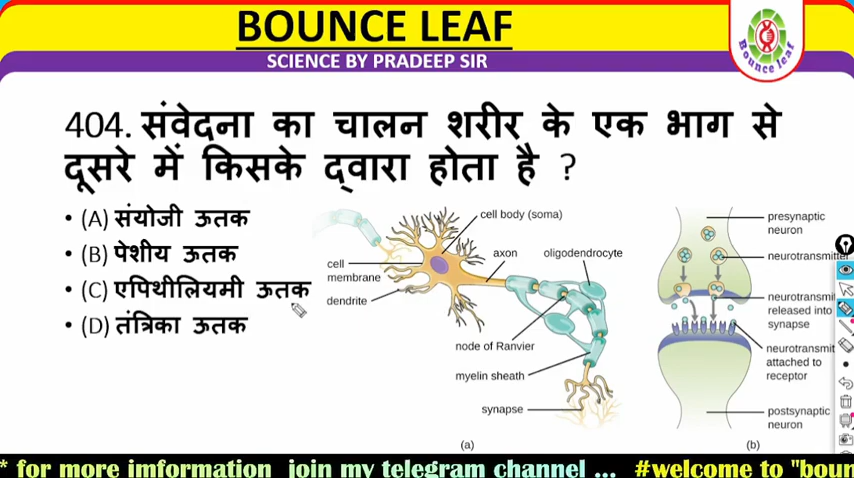 BOUNCE LEAF
SCIENCE BY PRADEEP SIR
Bounce leaf
404. संवेदना का चालन शरीर के एक भाग से
दूसरे में किसके द्वारा होता है ?
• (A) संयोजी ऊतक
• (B) पेशीय ऊतक
• (C) एपिथीलियमी ऊतक
• (D) तंत्रिका ऊतक
cell body (soma)
cell
membrane
axon
oligodendrocyte
dendrite
node of Ranvier
myelin sheath
synapse
(a)
presynaptic
neuron
neurotransmitter
neurotransmi
released into
synapse
neurotransmit
attached to
receptor
postsynaptic
neuron
(b)
* for more imformation join my telegram channel ... #welcome to "boun